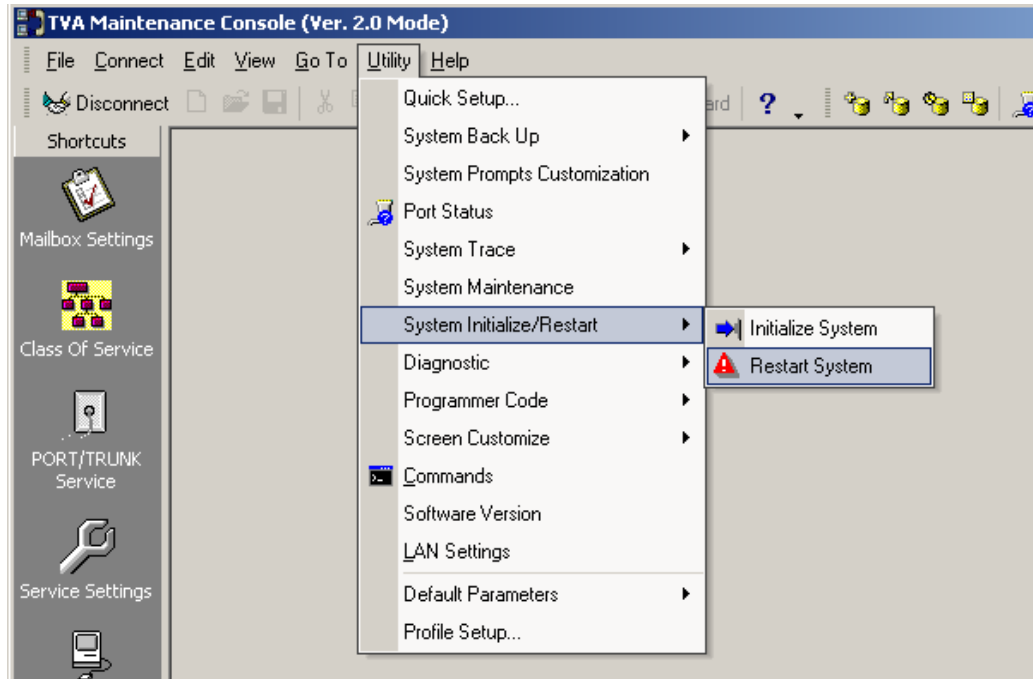 TVA Maintenance Console (Ver. 2.0 Mode)
File Connect Edit View Go To Utility Help
Disconnect
Shortcuts
Mailbox Settings
Class Of Service
PORT/TRUNK
Service
Service Settings
Quick Setup...
System Back Up
System Prompts Customization
Port Status
System Trace
System Maintenance
System Initialize/Restart
Diagnostic
Programmer Code
Screen Customize
Commands
Software Version
LAN Settings
Default Parameters
Profile Setup...
Initialize System
Restart System